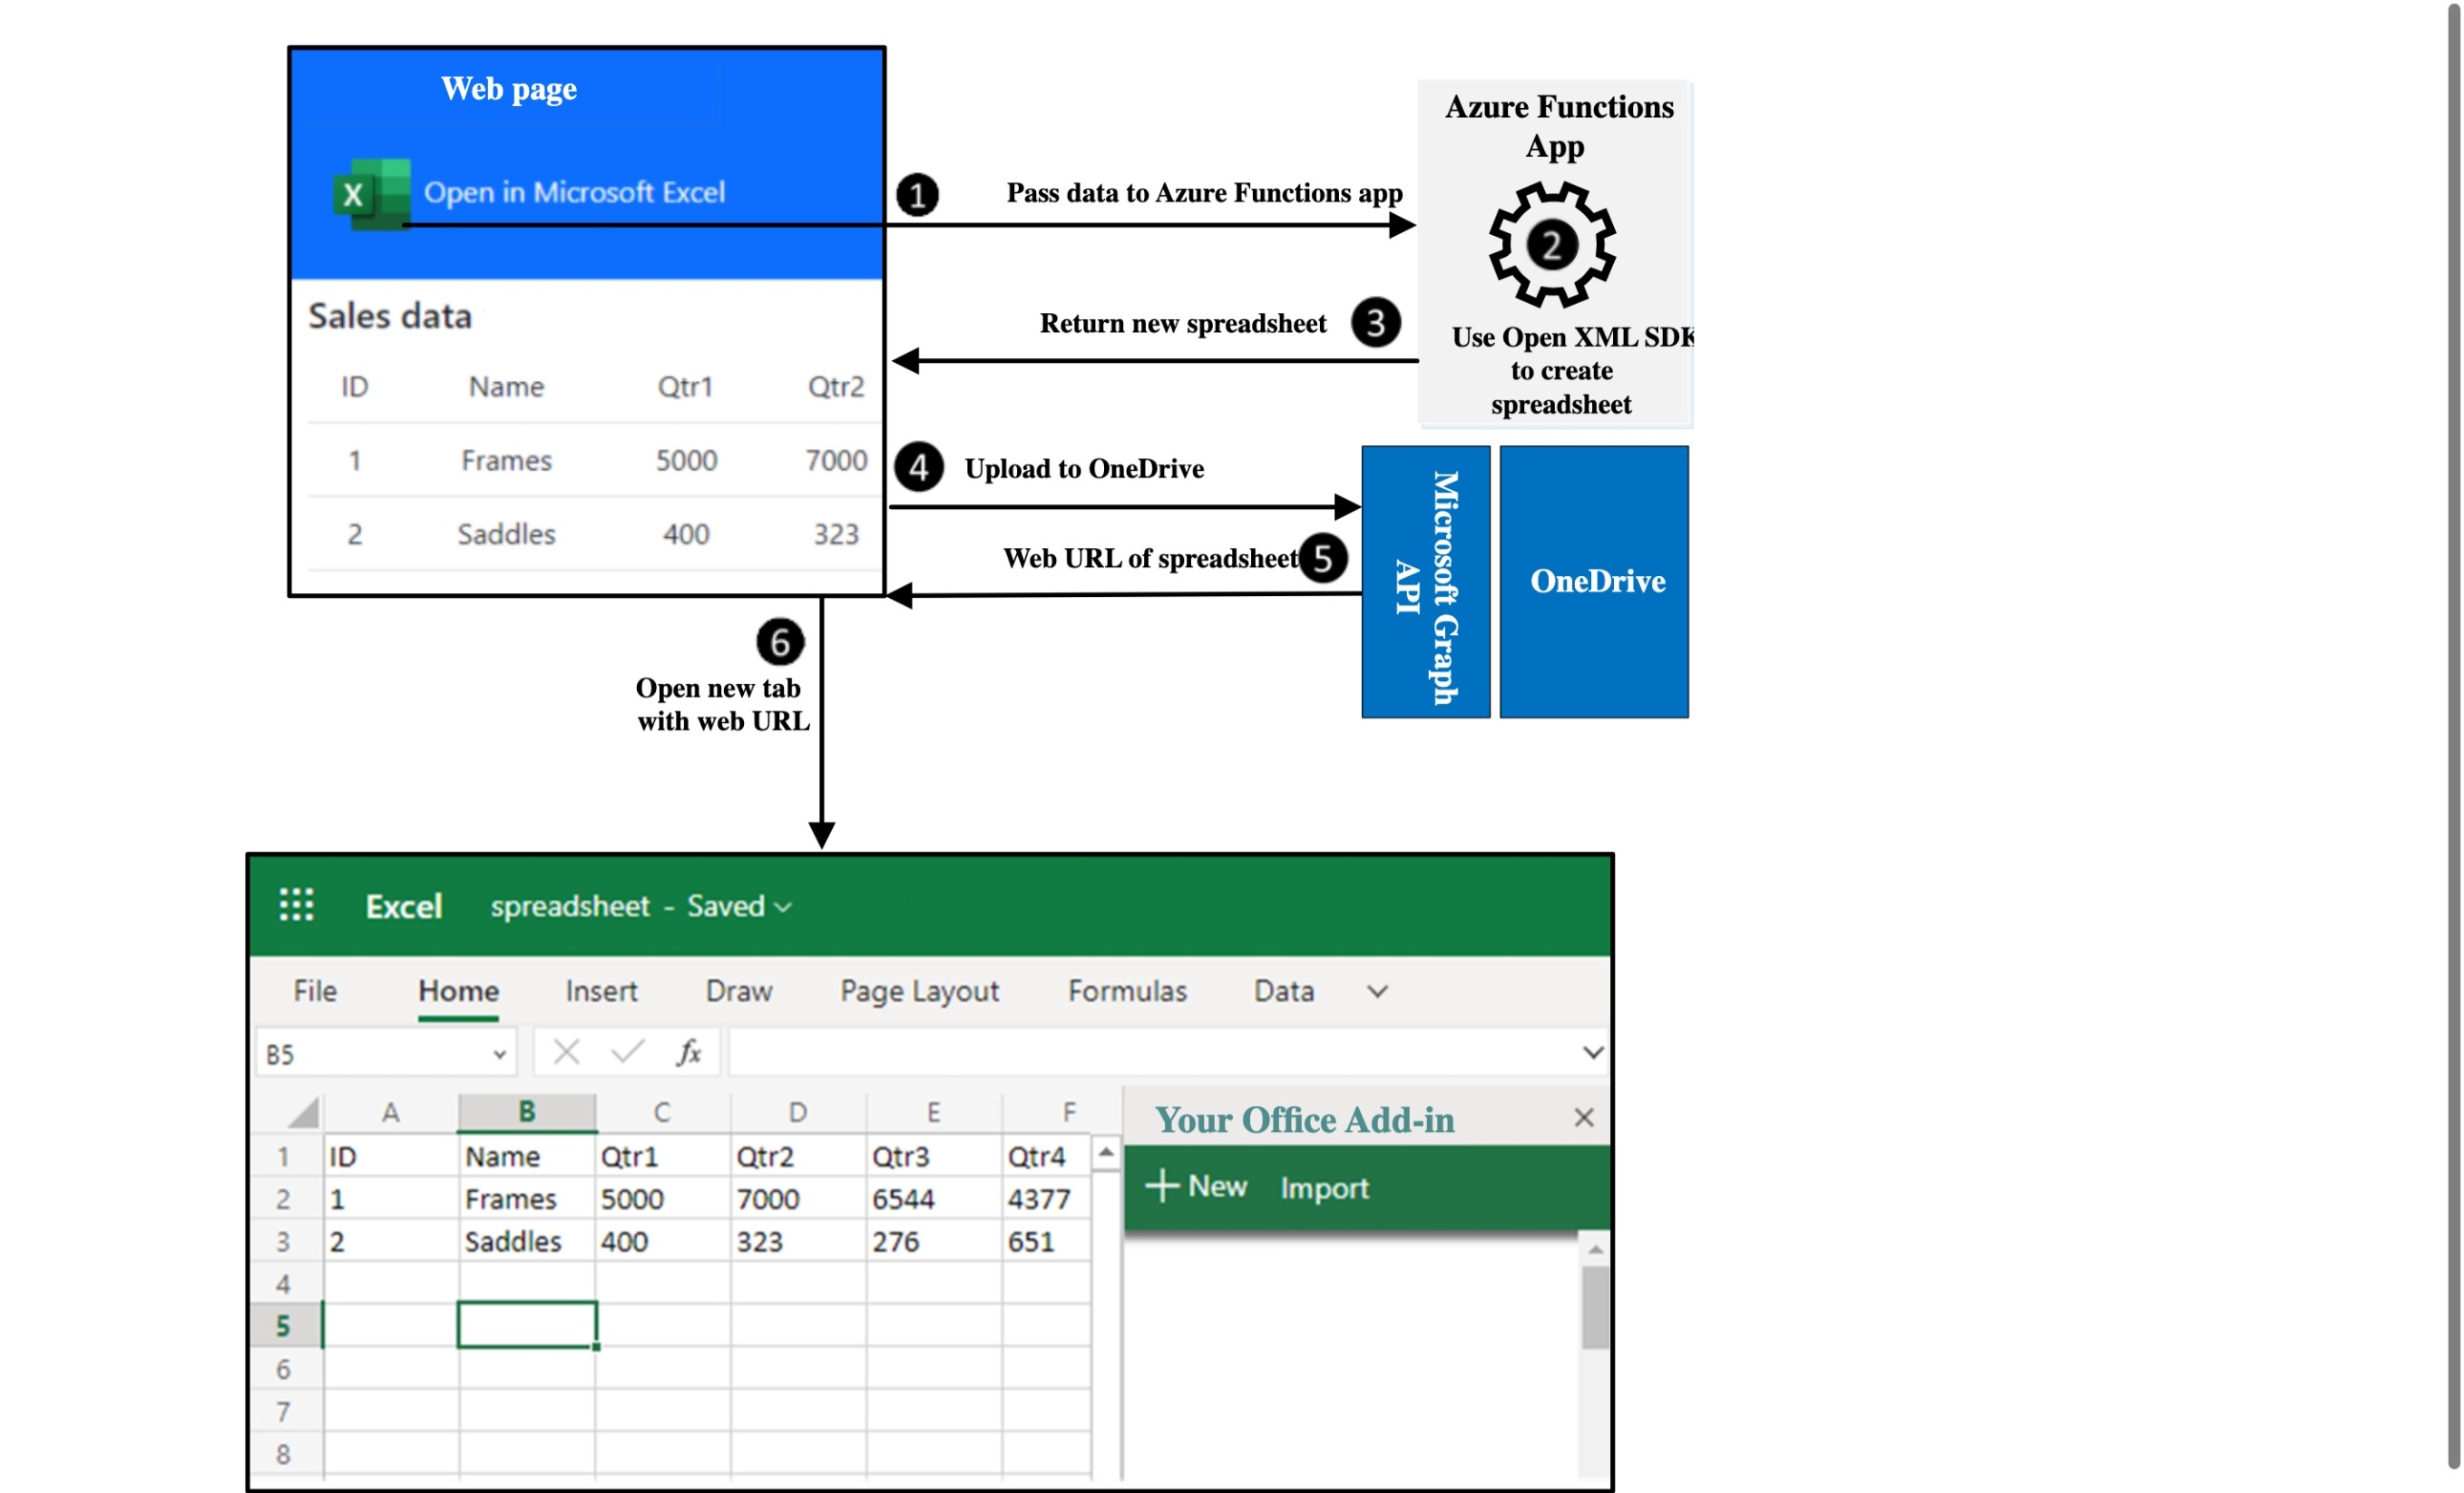 Web page
X Open in Microsoft Excel
1 Pass data to Azure Functions app
Azure Functions
App
2
Use Open XML SDK
to create
spreadsheet
Return new spreadsheet 3
Sales data
ID Name Qtr1 Qtr2
1 Frames 5000 7000
2 Saddles 400 323
4 Upload to OneDrive
Web URL of spreadsheet 5
Microsoft Graph
API
OneDrive
6
Open new tab
with web URL
Excel spreadsheet - Saved
File Home Insert Draw Page Layout Formulas Data
B5 fx
A B C D E F
1 ID Name Qtr1 Qtr2 Qtr3 Qtr4
2 1 Frames 5000 7000 6544 4377
3 2 Saddles 400 323 276 651
4
5
6
7
8
Your Office Add-in
New Import